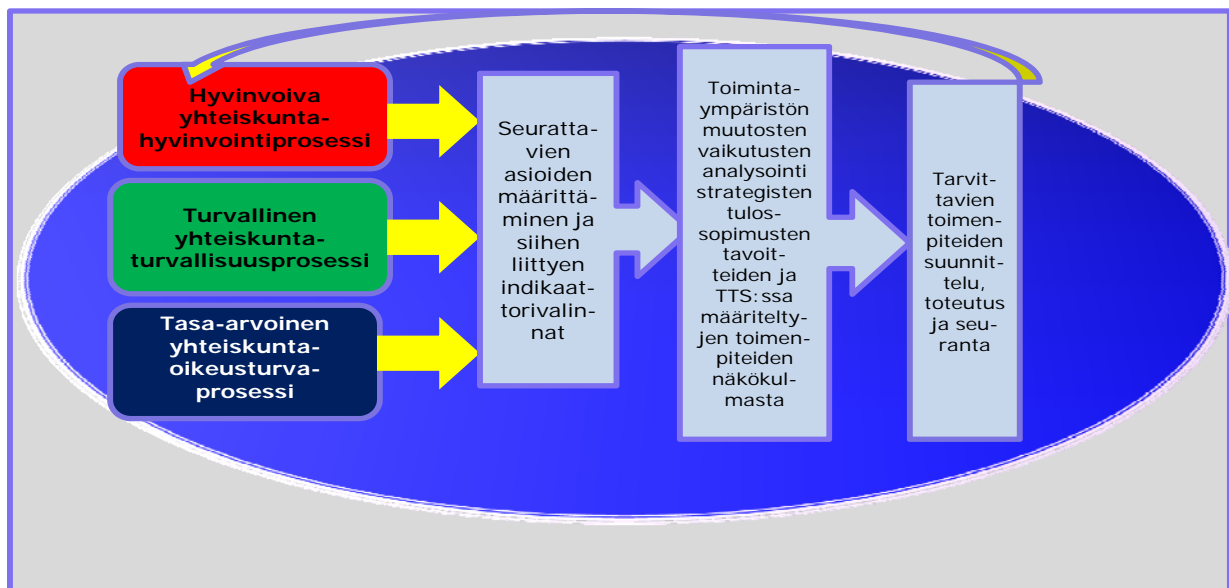 Hyvinvoiva
yhteiskunta-
hyvinvointiprosessi
Turvallinen
yhteiskunta-
turvallisuusprosessi
Tasa-arvoinen
yhteiskunta-
oikeusturva-
prosessi
Seuratta-
vien
asioiden
määrittä-
minen ja
siihen
liittyen
indikaat-
torivalin-
nat
Toiminta-
ympäristön
muutosten
vaikutusten
analysointi
strategisten
tulos-
sopimusten
tavoit-
teiden ja
TTS:ssa
määritelty-
jen toimen-
piteiden
näkökul-
masta
Tarvit-
tavien
toimen-
piteiden
suunnit-
telu,
toteutus
ja seu-
ranta